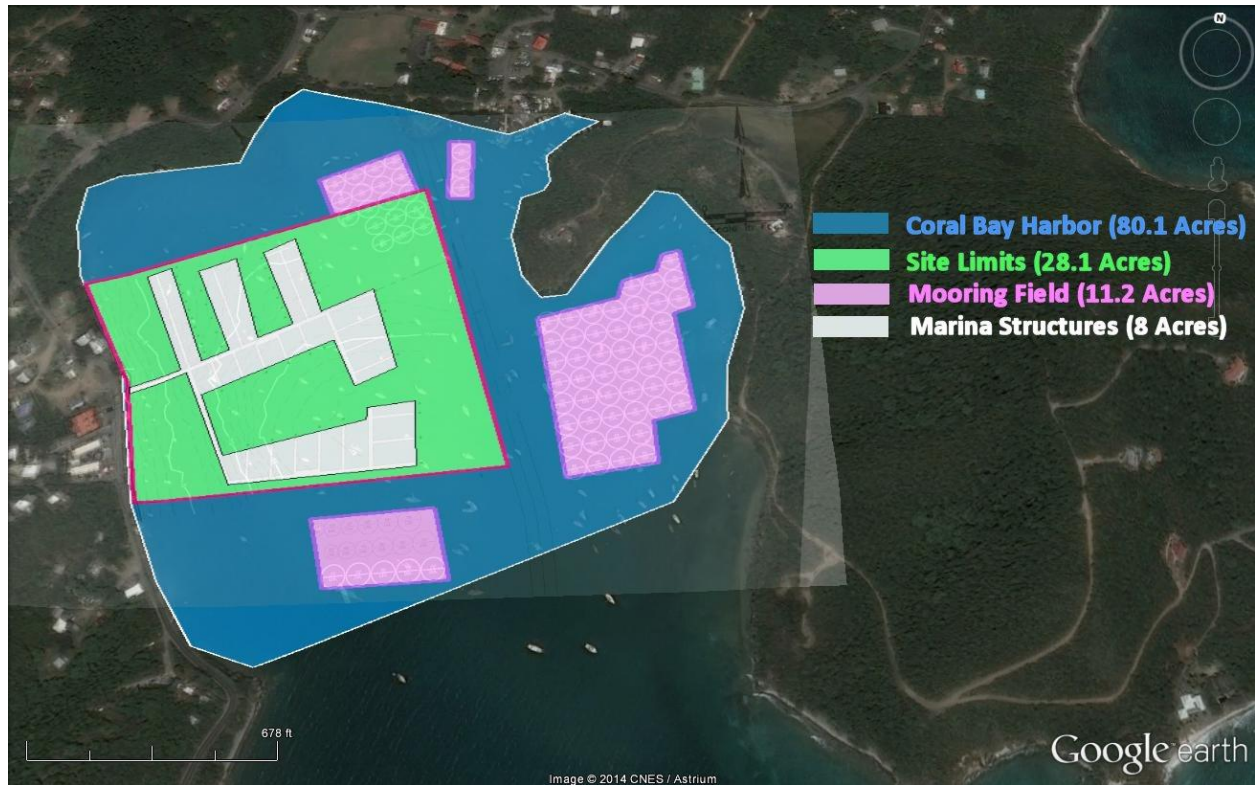 N
Coral Bay Harbor (80.1 Acres)
Site Limits (28.1 Acres)
Mooring Field (11.2 Acres)
Marina Structures (8 Acres)
678 ft
Google earth
Image © 2014 CNES / Astrium